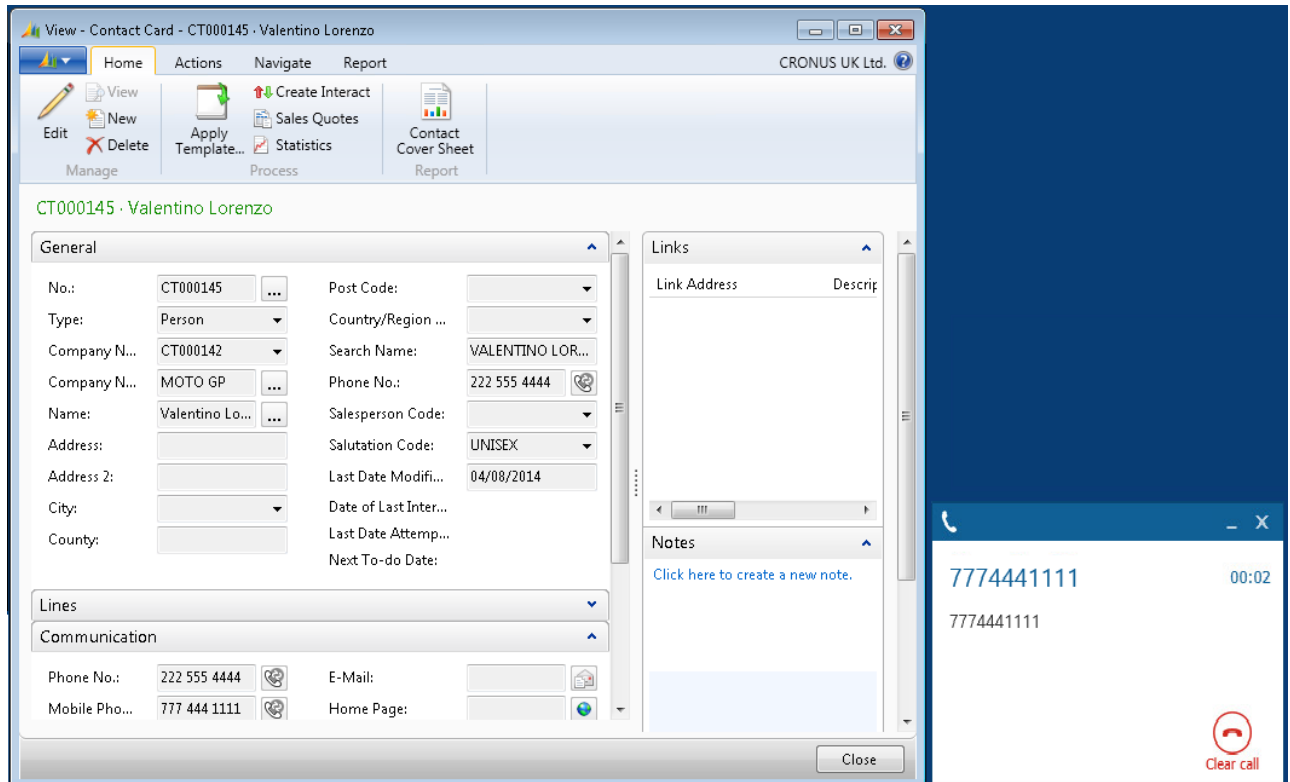 View - Contact Card - CT000145 · Valentino Lorenzo
Home Actions Navigate Report CRONUS UK Ltd.
Edit
View
New
Delete
Manage
Apply
Template...
Create Interact
Sales Quotes
Statistics
Process
Contact
Cover Sheet
Report
CT000145 · Valentino Lorenzo
General
No.: CT000145 ...
Type: Person
Company N... CT000142
Company N... MOTO GP ...
Name: Valentino Lo... ...
Address:
Address 2:
City:
County:
Post Code:
Country/Region ...
Search Name: VALENTINO LOR...
Phone No.: 222 555 4444
Salesperson Code:
Salutation Code: UNISEX
Last Date Modifi... 04/08/2014
Date of Last Inter...
Last Date Attemp...
Next To-do Date:
Lines
Communication
Phone No.: 222 555 4444
Mobile Pho... 777 444 1111
E-Mail:
Home Page:
Links
Link Address Descrip
Notes
Click here to create a new note.
Close
7774441111 00:02
7774441111
Clear call